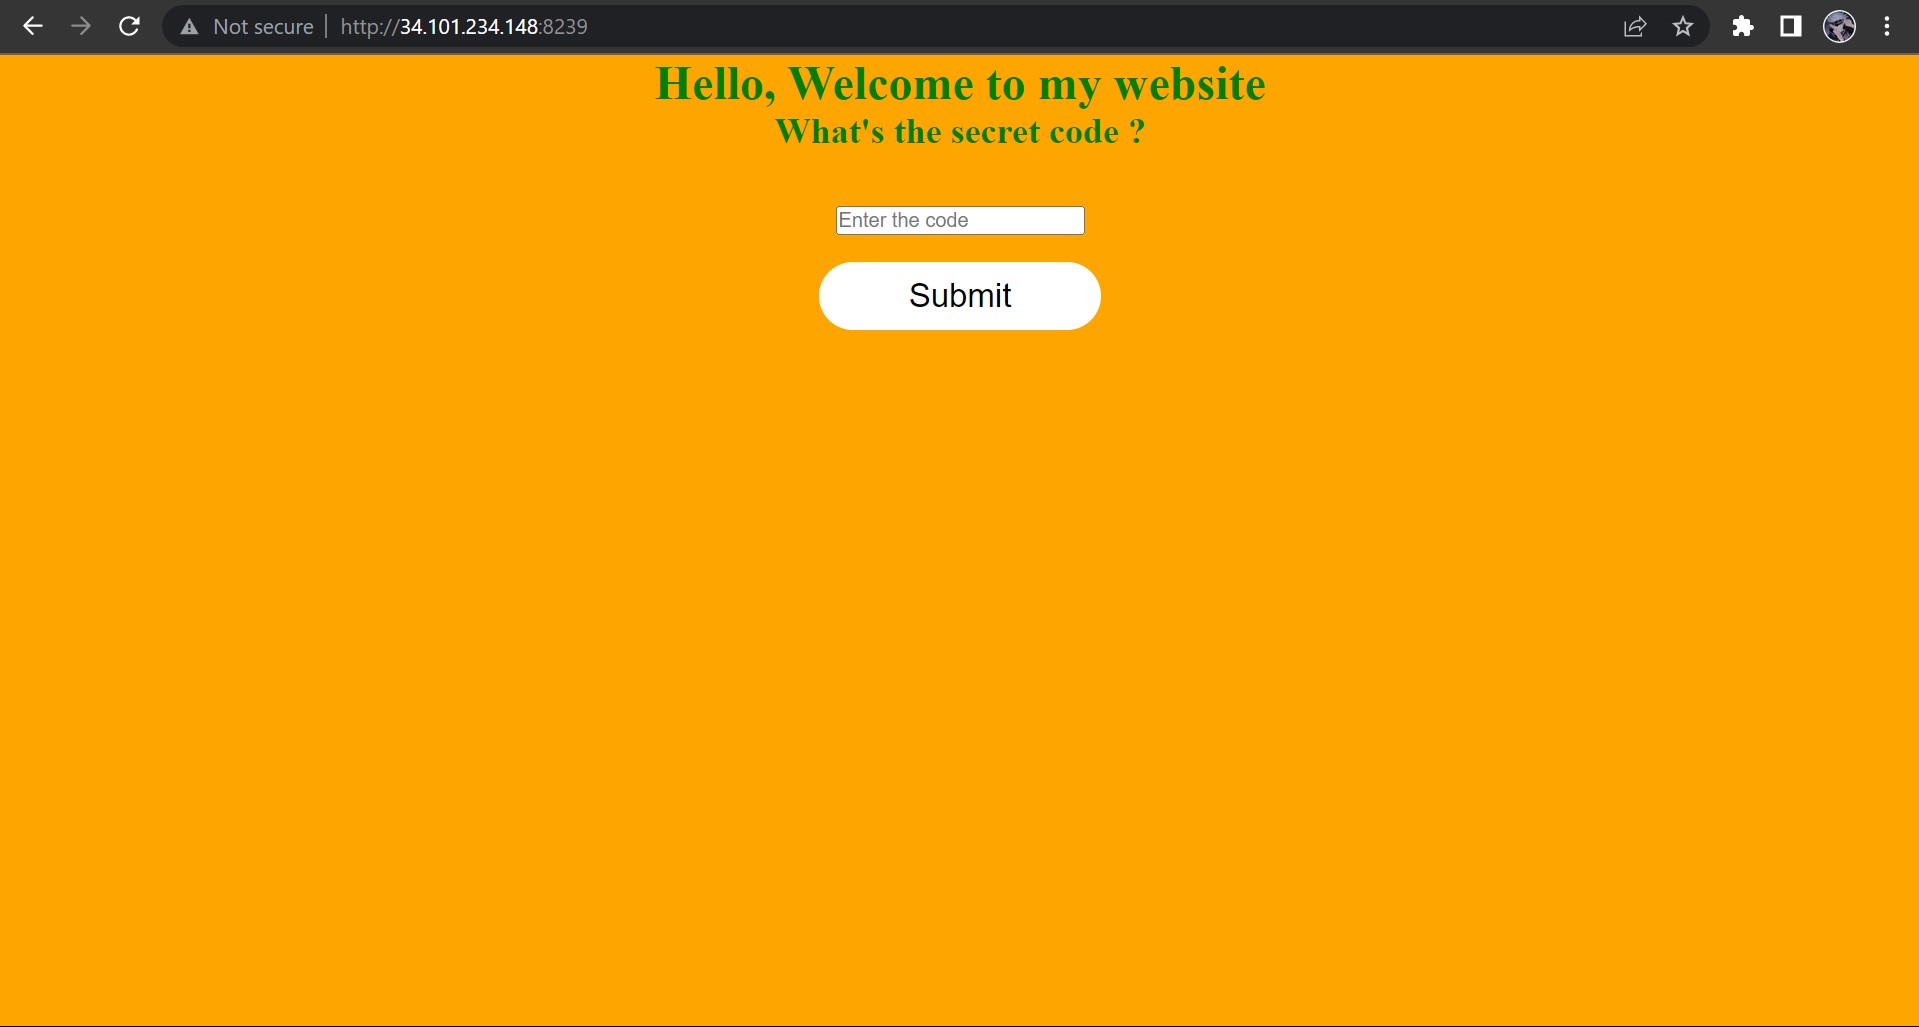 Not secure | http://34.101.234.148:8239
Hello, Welcome to my website
What's the secret code ?
Enter the code
Submit